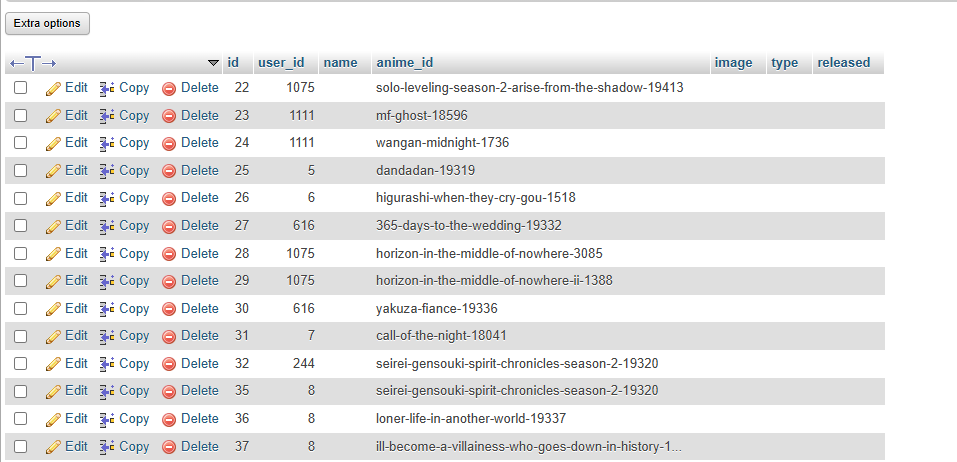 Extra options
id user_id name anime_id image type released
Edit Copy Delete 22 1075 solo-leveling-season-2-arise-from-the-shadow-19413
Edit Copy Delete 23 1111 mf-ghost-18596
Edit Copy Delete 24 1111 wangan-midnight-1736
Edit Copy Delete 25 5 dandadan-19319
Edit Copy Delete 26 6 higurashi-when-they-cry-gou-1518
Edit Copy Delete 27 616 365-days-to-the-wedding-19332
Edit Copy Delete 28 1075 horizon-in-the-middle-of-nowhere-3085
Edit Copy Delete 29 1075 horizon-in-the-middle-of-nowhere-ii-1388
Edit Copy Delete 30 616 yakuza-fiance-19336
Edit Copy Delete 31 7 call-of-the-night-18041
Edit Copy Delete 32 244 seirei-gensouki-spirit-chronicles-season-2-19320
Edit Copy Delete 35 8 seirei-gensouki-spirit-chronicles-season-2-19320
Edit Copy Delete 36 8 loner-life-in-another-world-19337
Edit Copy Delete 37 8 ill-become-a-villainess-who-goes-down-in-history-1...